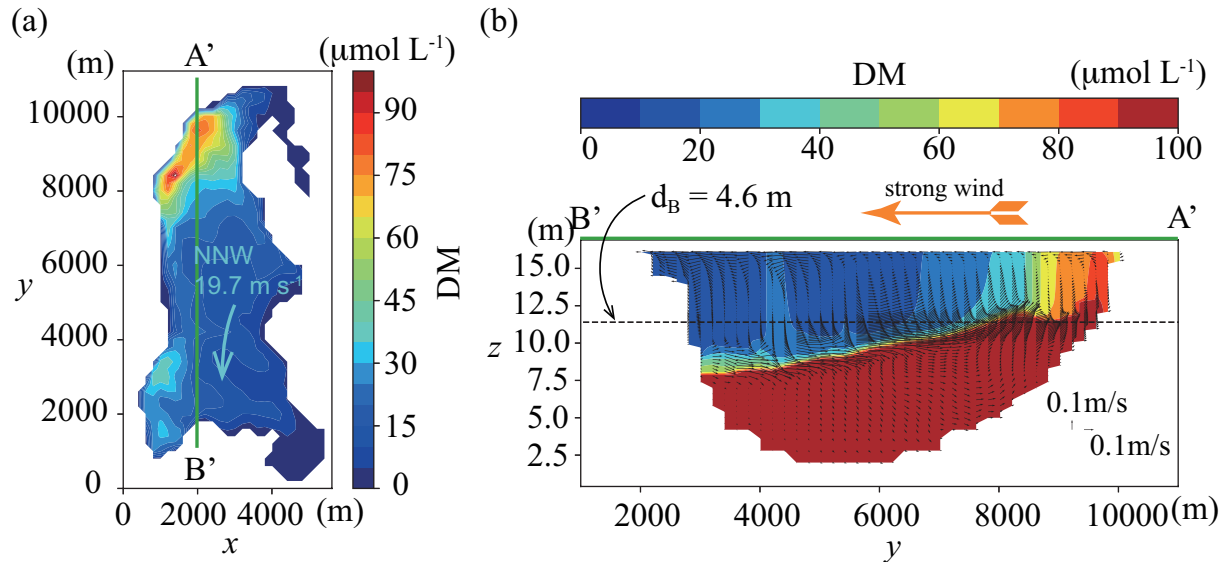 (a)
(m)
A'
(μmol L⁻¹)
10000
8000
6000
4000
2000
0
y
NNW
19.7 m s⁻¹
B'
0
2000
4000
(m)
x
90
75
60
45
30
15
0
DM
(b)
DM
(μmol L⁻¹)
0
20
40
60
80
100
d_B = 4.6 m
strong wind
B'
A'
(m)
15.0
12.5
10.0
7.5
5.0
2.5
z
0.1m/s
0.1m/s
2000
4000
6000
8000
10000
(m)
y